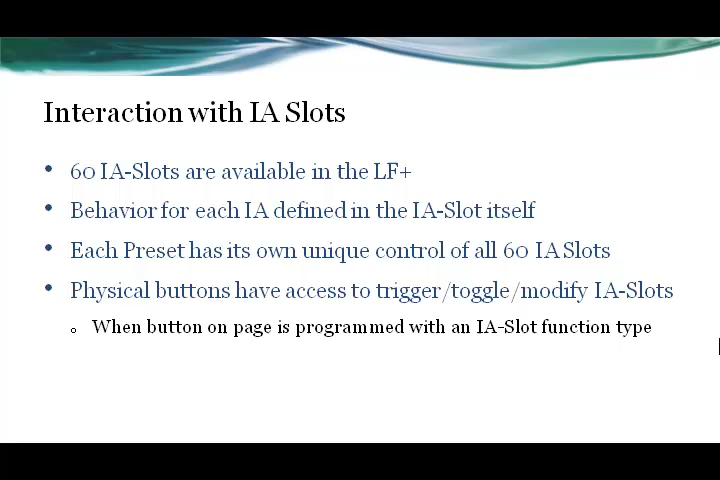 Interaction with IA Slots
• 60 IA-Slots are available in the LF+
• Behavior for each IA defined in the IA-Slot itself
• Each Preset has its own unique control of all 60 IA Slots
• Physical buttons have access to trigger/toggle/modify IA-Slots
o When button on page is programmed with an IA-Slot function type